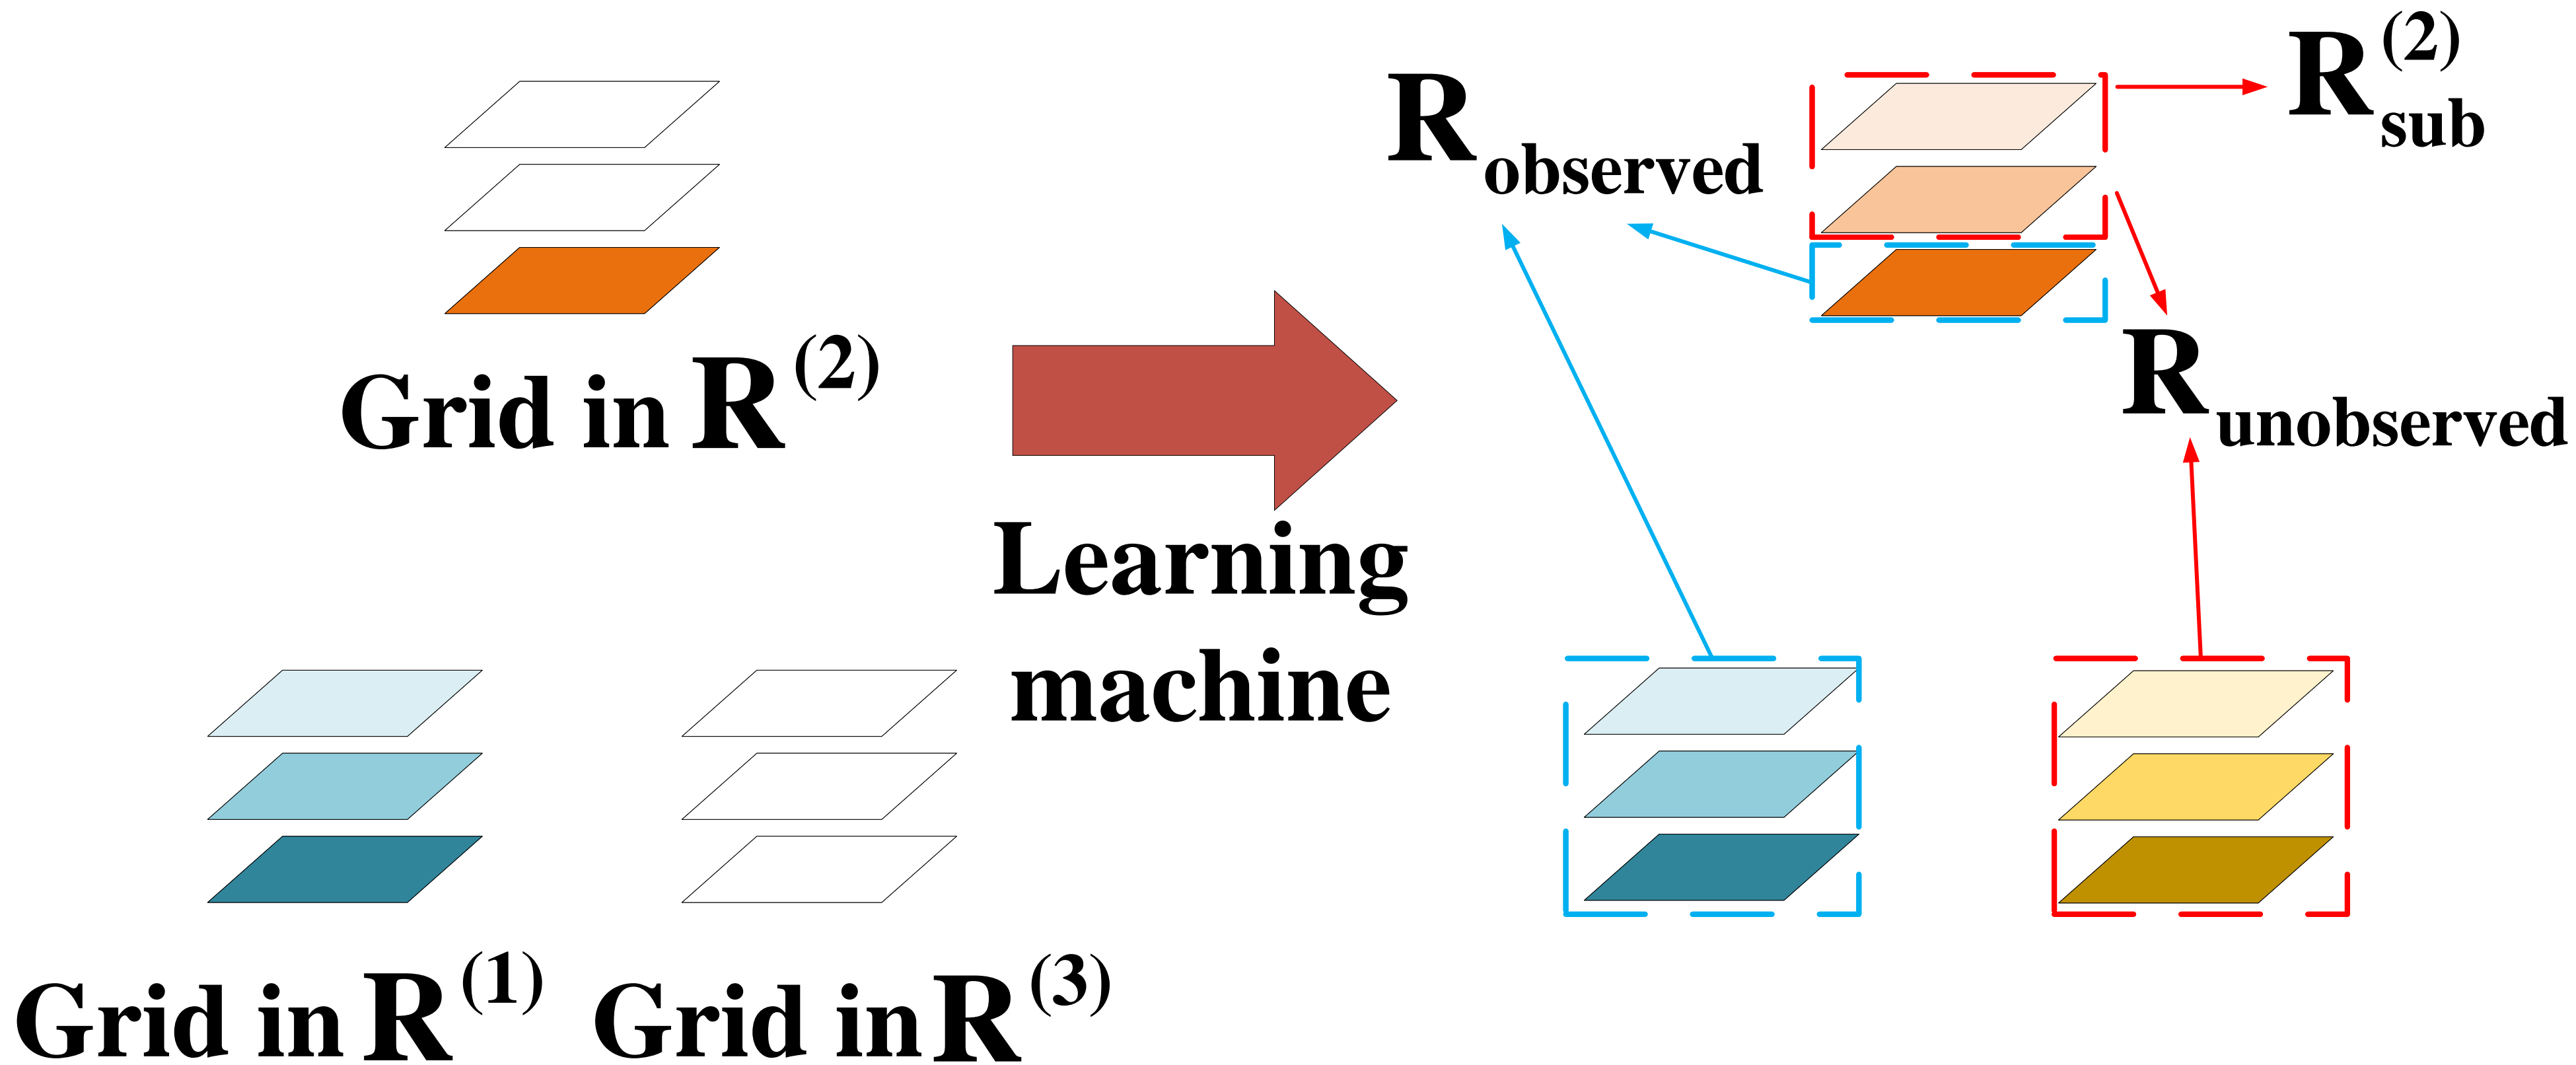 Grid in R(2)
Learning
machine
Grid in R(1)
Grid in R(3)
Robserved
R(2)sub
Runobserved